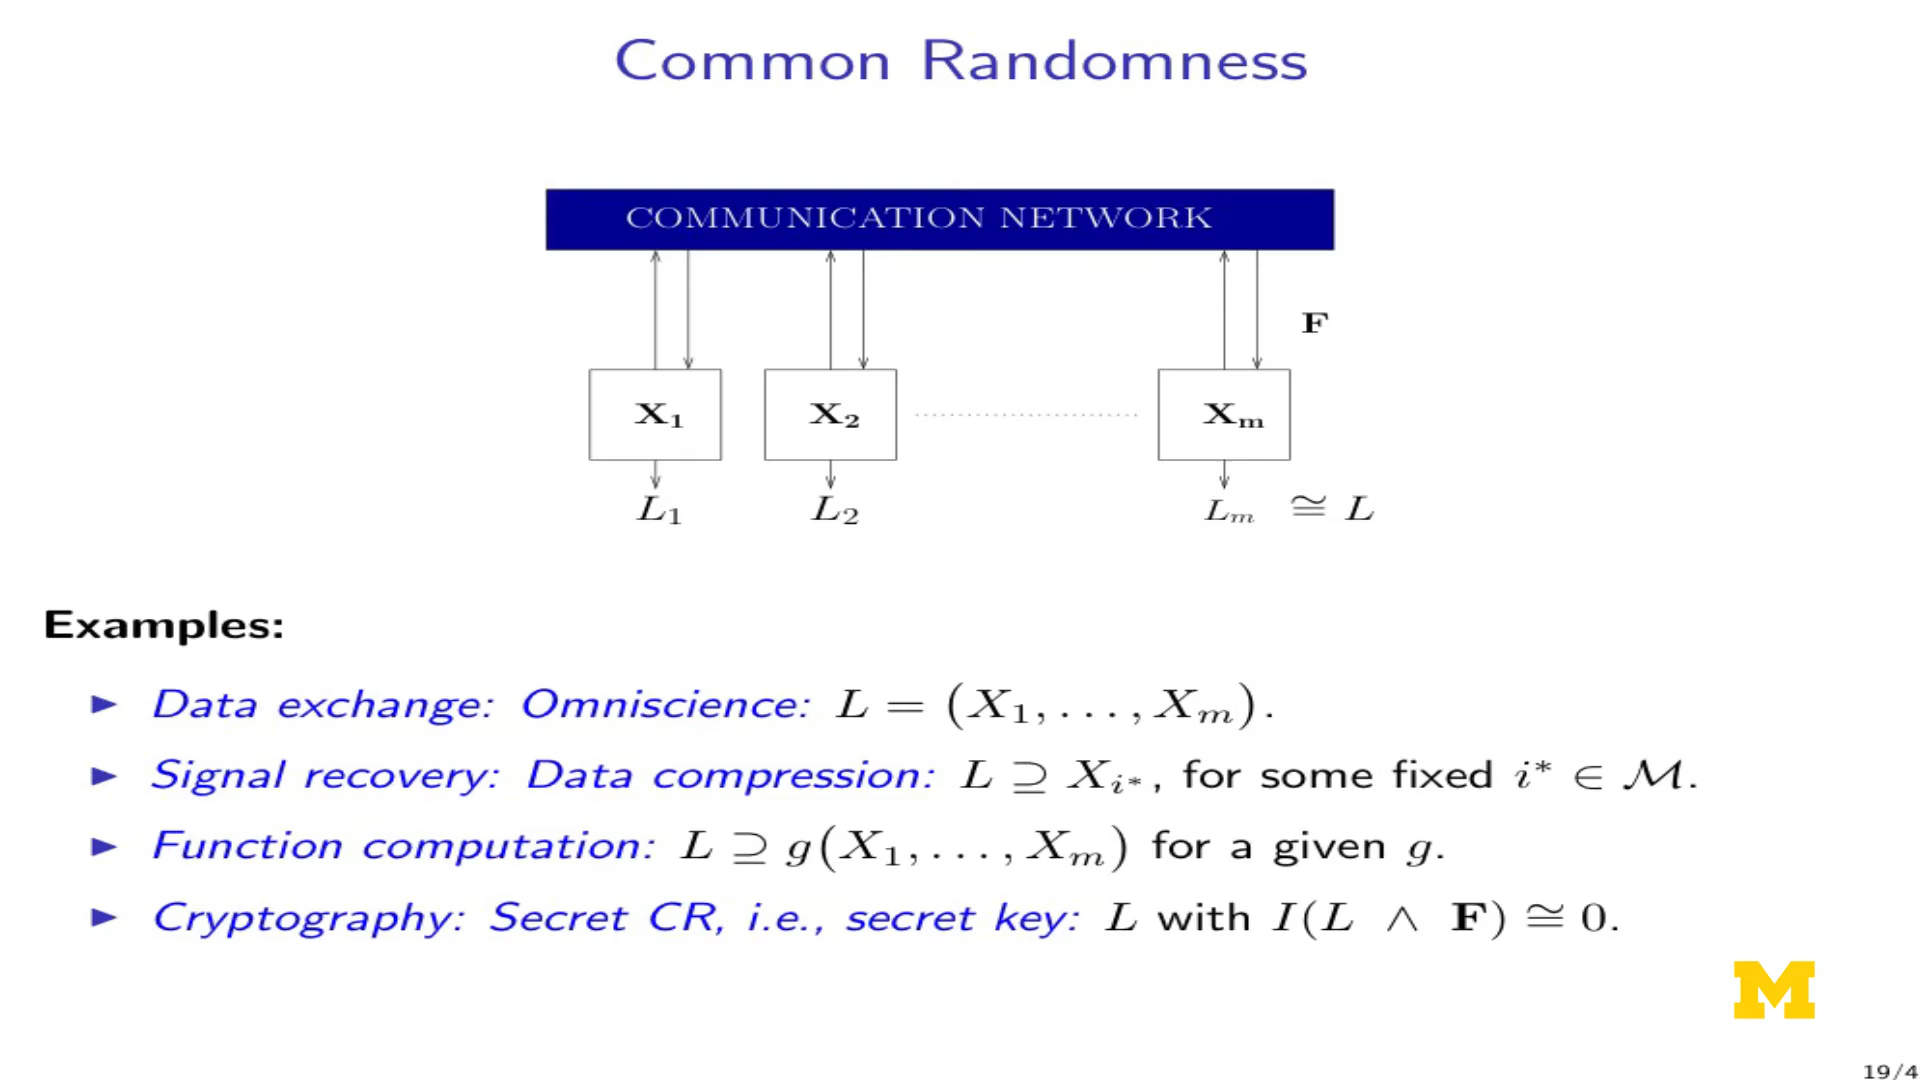 Common Randomness
COMMUNICATION NETWORK
F
X₁ X₂ Xₘ
L₁ L₂ Lₘ ≅ L
Examples:
▶ Data exchange: Omniscience: L = (X₁, . . . , Xₘ).
▶ Signal recovery: Data compression: L ⊇ X_{i*}, for some fixed i* ∈ ℳ.
▶ Function computation: L ⊇ g(X₁, . . . , Xₘ) for a given g.
▶ Cryptography: Secret CR, i.e., secret key: L with I(L ∧ F) ≅ 0.
M
19/4